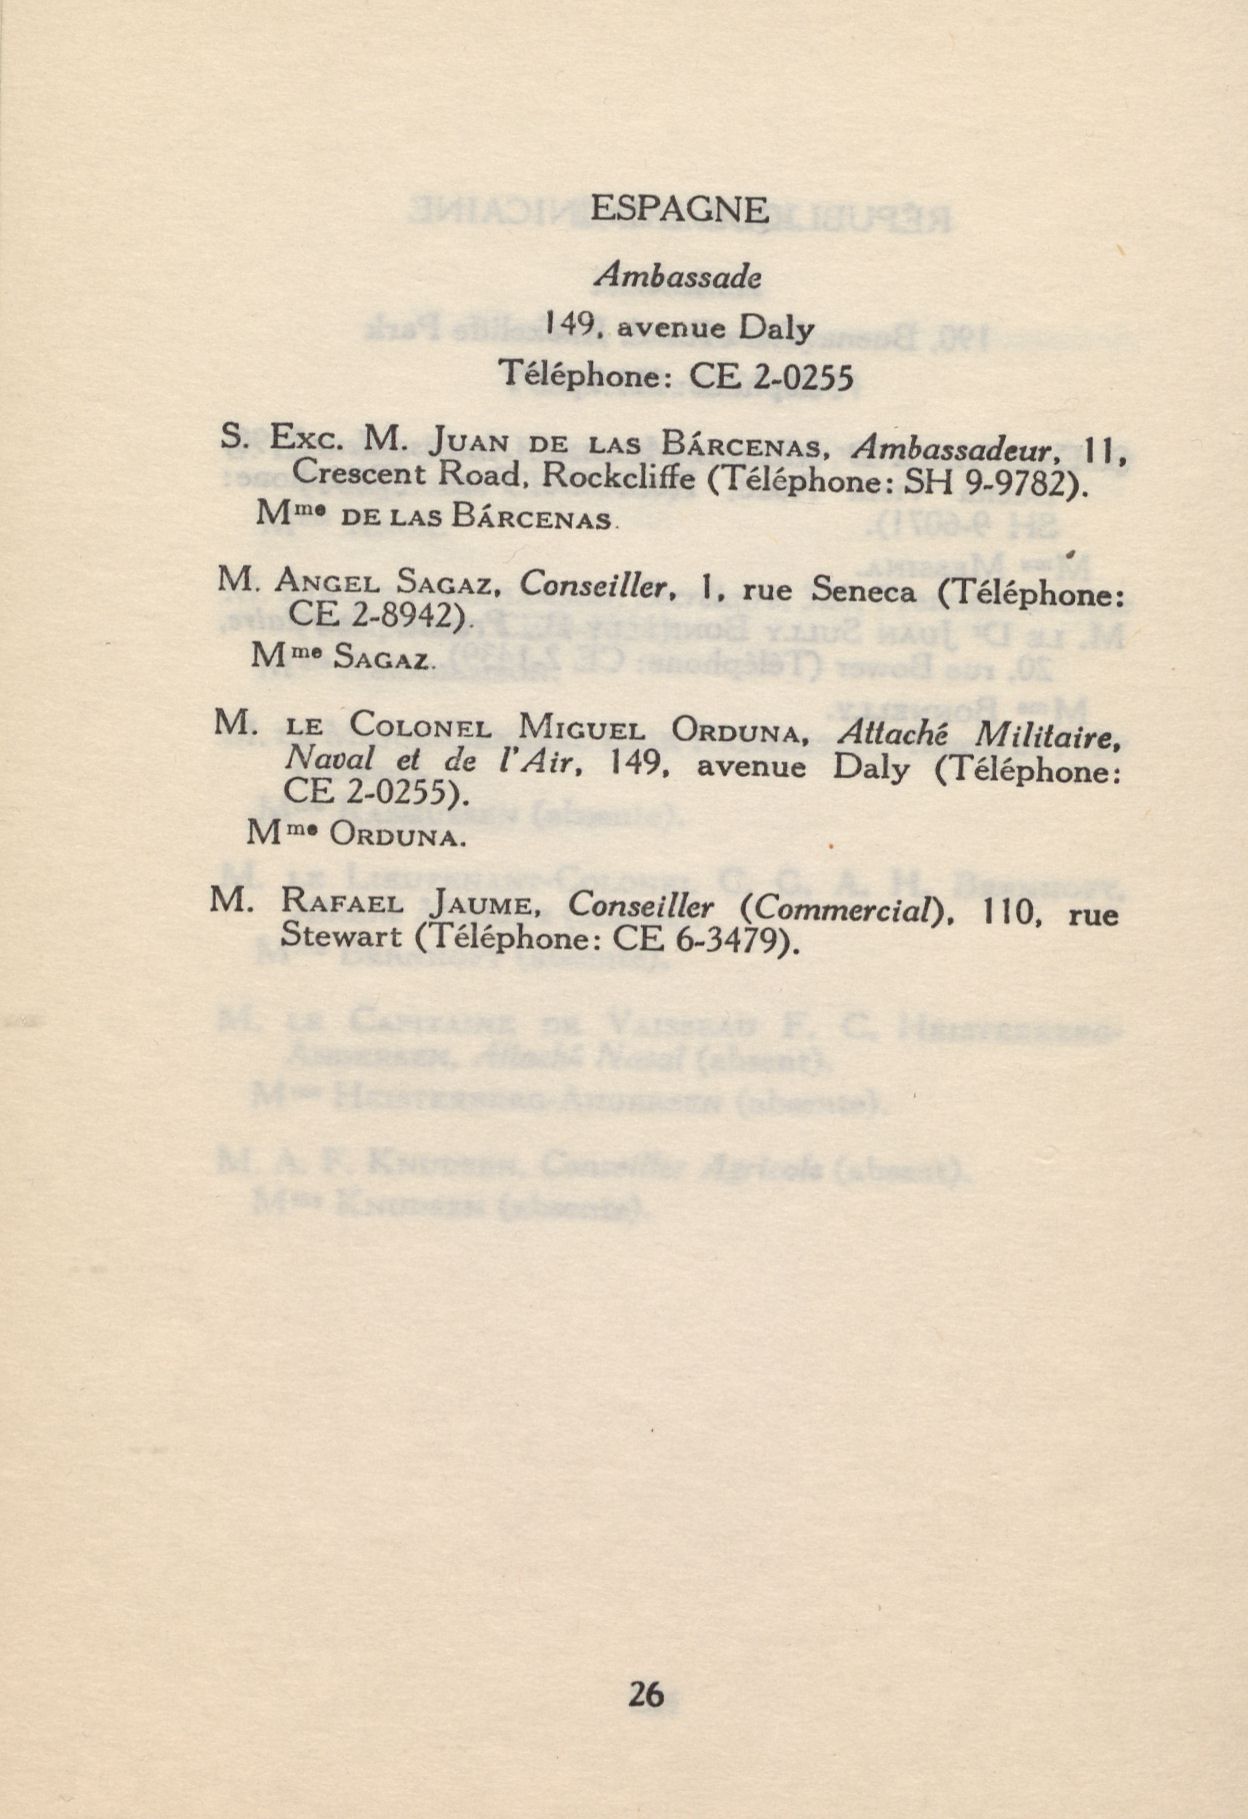 ESPAGNE
Ambassade
149, avenue Daly
Téléphone: CE 2-0255
S. Exc. M. Juan de las Bárcenas, Ambassadeur, 11,
Crescent Road, Rockcliffe (Téléphone: SH 9-9782).
Mme de las Bárcenas.
M. Angel Sagaz, Conseiller, 1, rue Seneca (Téléphone:
CE 2-8942).
Mme Sagaz.
M. le Colonel Miguel Orduna, Attaché Militaire,
Naval et de l'Air, 149, avenue Daly (Téléphone:
CE 2-0255).
Mme Orduna.
M. Rafael Jaume, Conseiller (Commercial), 110, rue
Stewart (Téléphone: CE 6-3479).
26